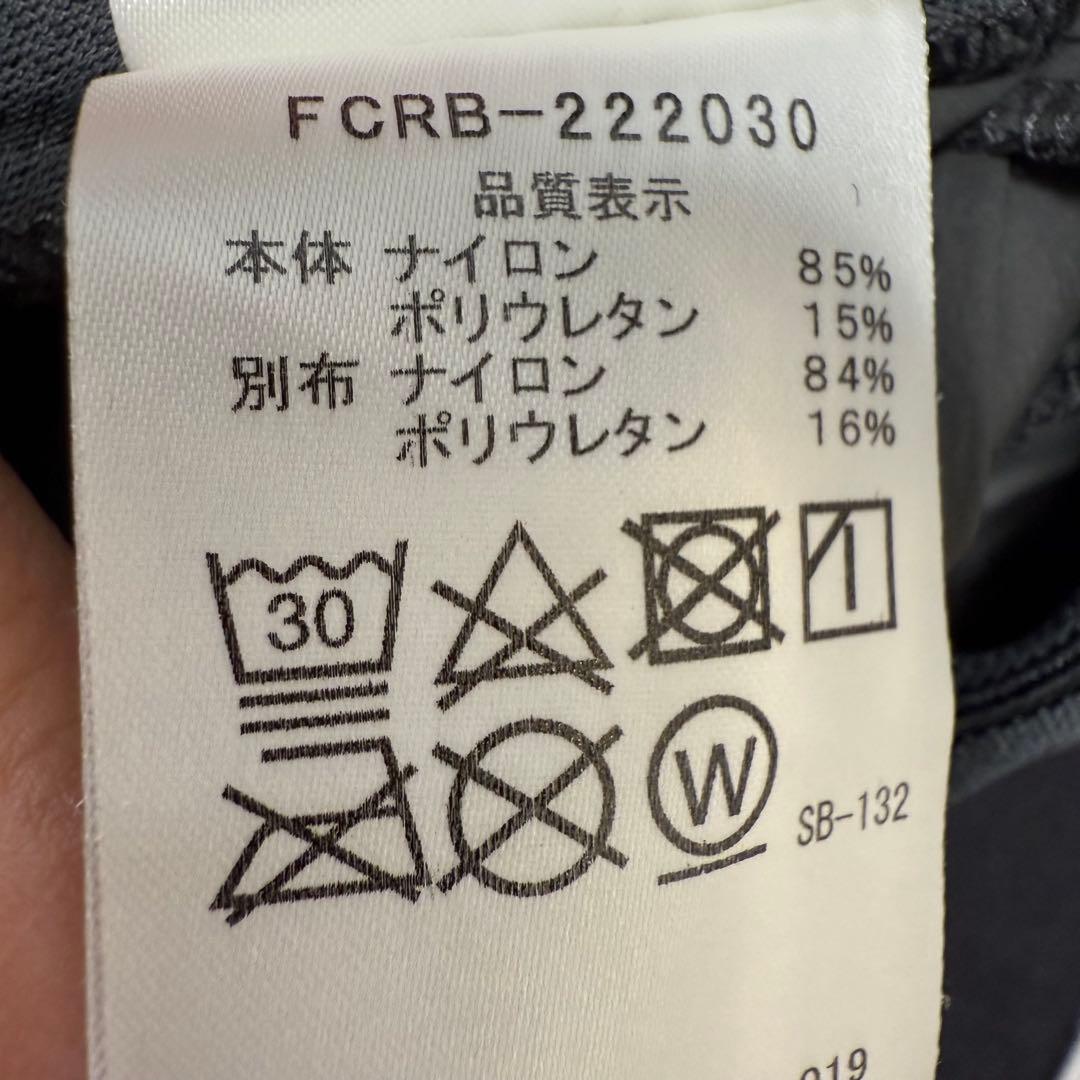 FCRB-222030
品質表示
本体 ナイロン 85%
ポリウレタン 15%
別布 ナイロン 84%
ポリウレタン 16%
30
W
SB-132